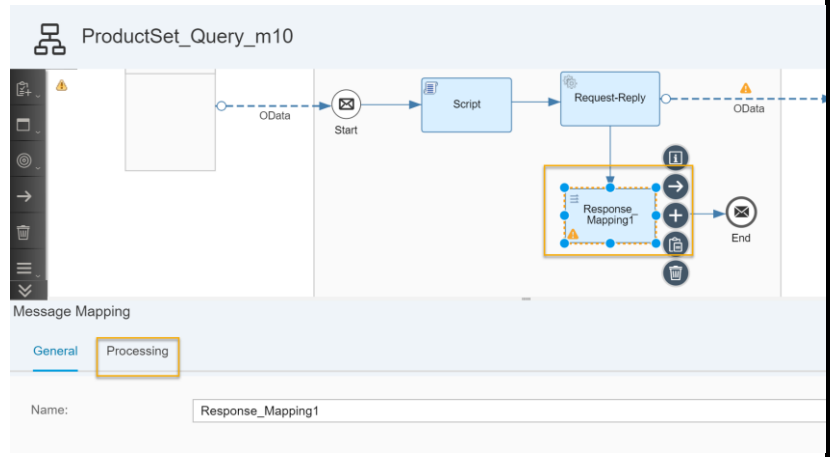 ProductSet_Query_m10
OData
Start
Script
Request-Reply
OData
Response_
Mapping1
End
Message Mapping
General
Processing
Name:
Response_Mapping1